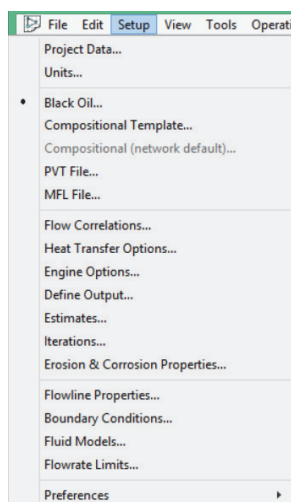 File Edit Setup View Tools Operati
Project Data...
Units...
Black Oil...
Compositional Template...
Compositional (network default)...
PVT File...
MFL File...
Flow Correlations...
Heat Transfer Options...
Engine Options...
Define Output...
Estimates...
Iterations...
Erosion & Corrosion Properties...
Flowline Properties...
Boundary Conditions...
Fluid Models...
Flowrate Limits...
Preferences